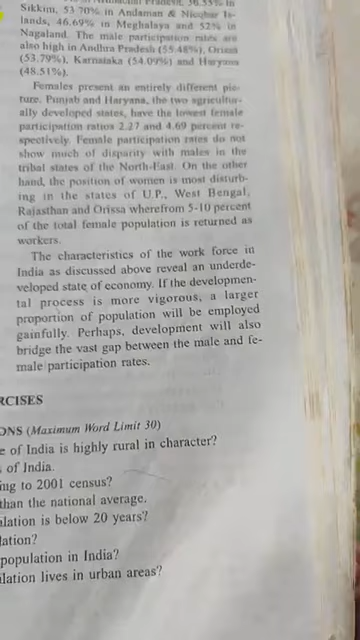 Sikkim, 53.70% in Andaman & Nicobar Is-
lands, 46.69% in Meghalaya and 52% in
Nagaland. The male participation rates are
also high in Andhra Pradesh (55.48%), Orissa
(53.79%), Karnataka (54.09%) and Haryana
(48.51%).
Females present an entirely different pic-
ture. Punjab and Haryana, the two agricultur-
ally developed states, have the lowest female
participation ratios 2.27 and 4.69 percent re-
spectively. Female participation rates do not
show much of disparity with males in the
tribal states of the North-East. On the other
hand, the position of women is most disturb-
ing in the states of U.P., West Bengal,
Rajasthan and Orissa wherefrom 5-10 percent
of the total female population is returned as
workers.
The characteristics of the work force in
India as discussed above reveal an underde-
veloped state of economy. If the developmen-
tal process is more vigorous, a larger
proportion of population will be employed
gainfully. Perhaps, development will also
bridge the vast gap between the male and fe-
male participation rates.
RCISES
ONS (Maximum Word Limit 30)
e of India is highly rural in character?
of India.
ing to 2001 census?
than the national average.
ulation is below 20 years?
lation?
population in India?
ulation lives in urban areas?